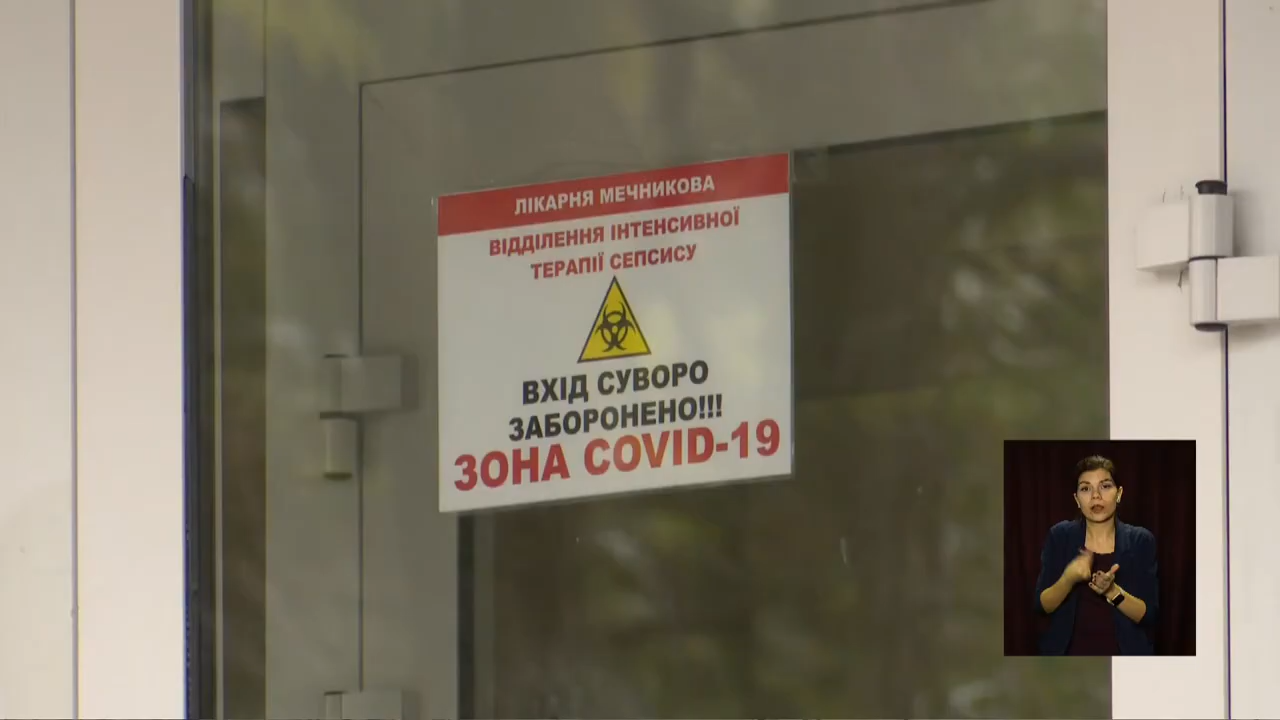 ЛІКАРНЯ МЕЧНИКОВА
ВІДДІЛЕННЯ ІНТЕНСИВНОЇ
ТЕРАПІЇ СЕПСИСУ
ВХІД СУВОРО
ЗАБОРОНЕНО!!!
ЗОНА COVID-19